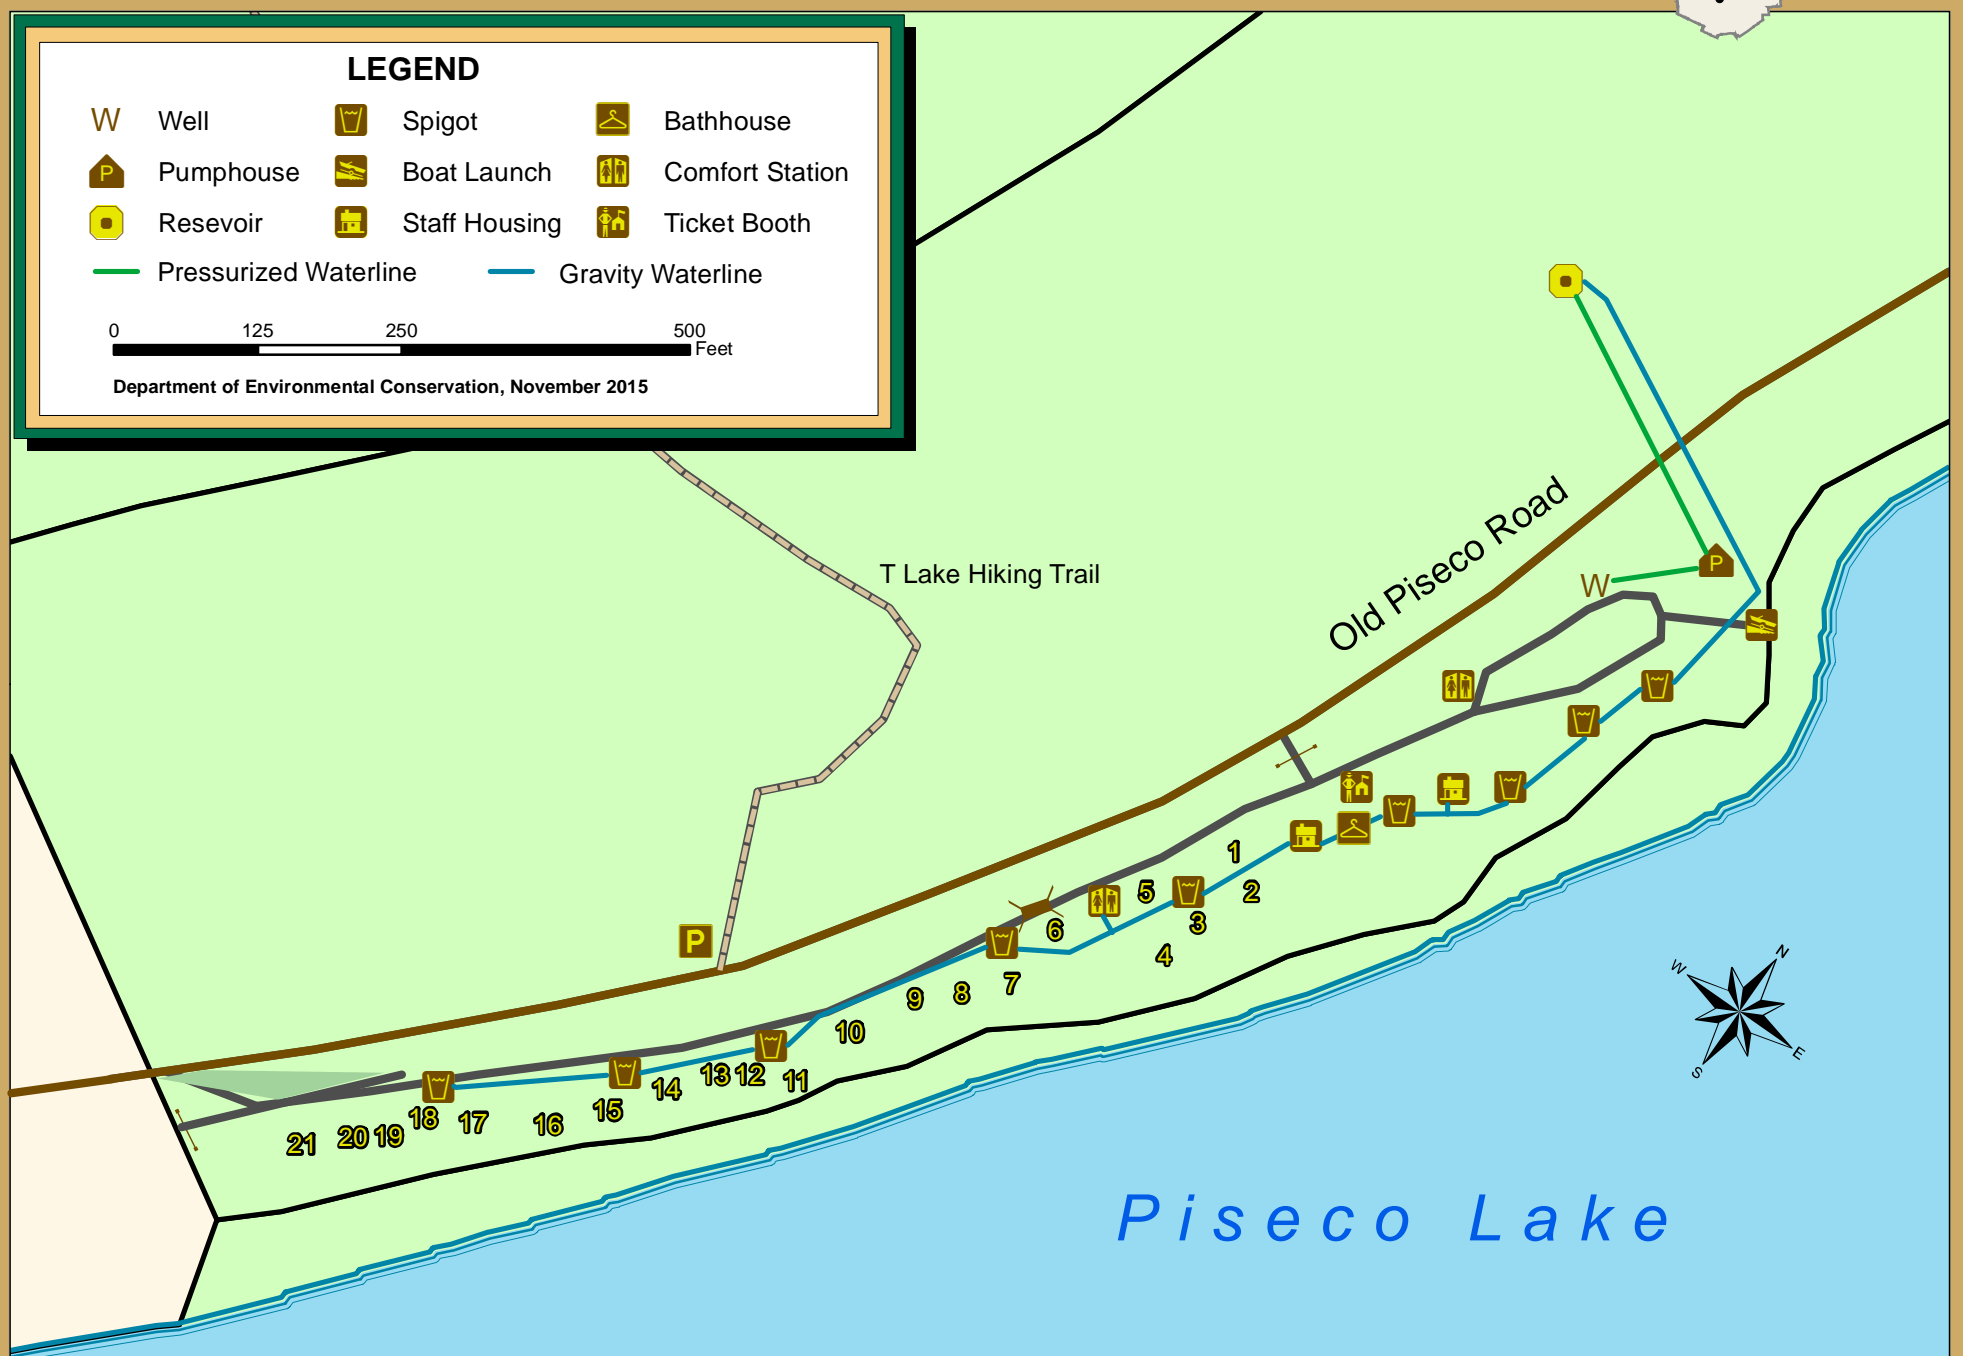 LEGEND
W Well Spigot Bathhouse
P Pumphouse Boat Launch Comfort Station
Resevoir Staff Housing Ticket Booth
Pressurized Waterline Gravity Waterline
0 125 250 500
Feet
Department of Environmental Conservation, November 2015
T Lake Hiking Trail
Old Piseco Road
P
W
P
1
2
3
4
5
6
7
8
9
10
11
12
13
14
15
16
17
18
19
20
21
N
W
E
S
Piseco Lake